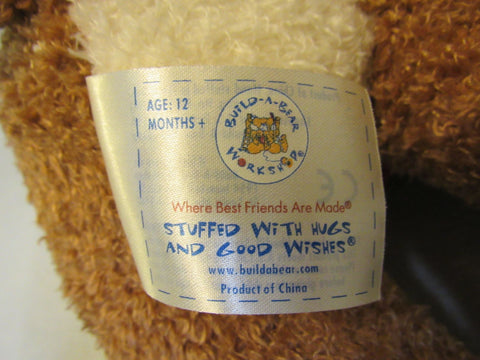 AGE: 12
MONTHS +
BUILD-A-BEAR
WORKSHOP®
Where Best Friends Are Made®
STUFFED WITH HUGS
AND GOOD WISHES®
www.buildabear.com
Product of China